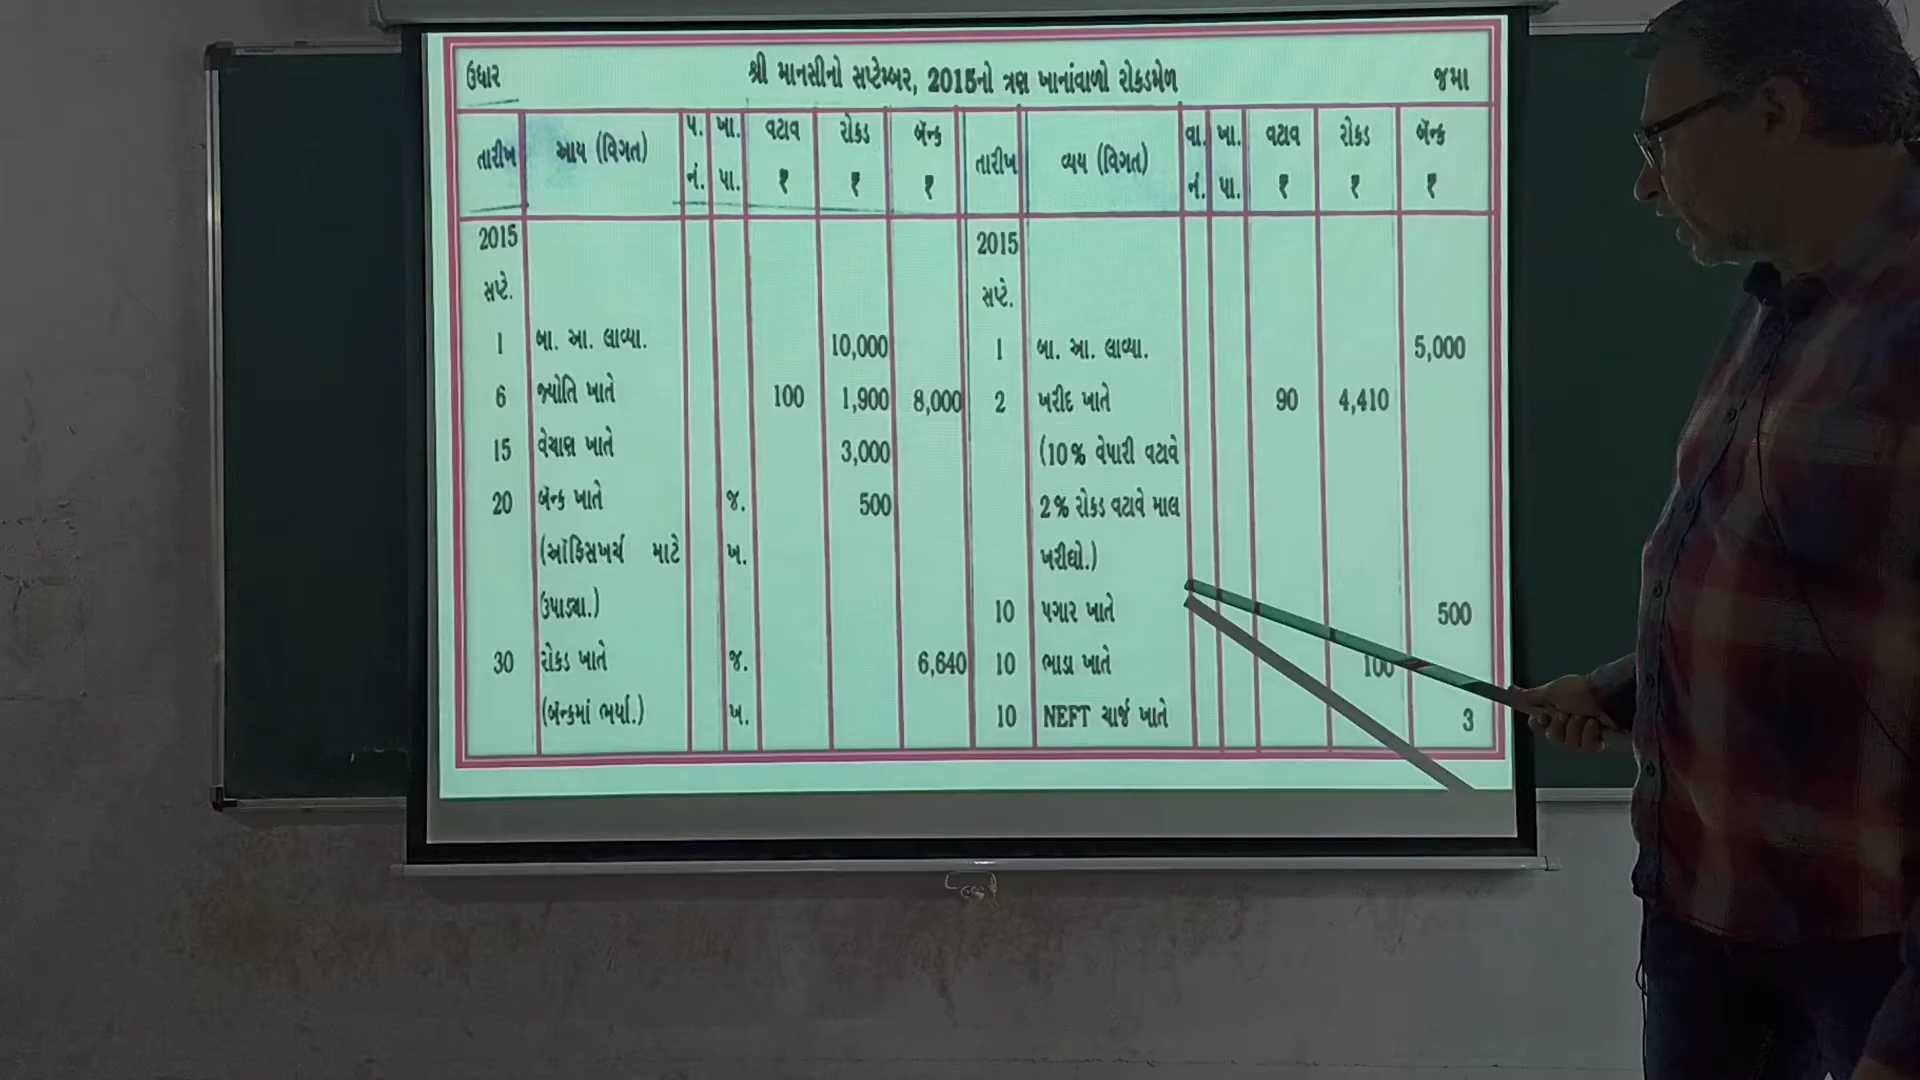 ઉધાર શ્રી માનસીનો સપ્ટેમ્બર, 2015નો ત્રણ ખાનાંવાળો રોકડમેળ જમા
તારીખ આય (વિગત) પ. નં. ખા. પા. વટાવ ₹ રોકડ ₹ બૅન્ક ₹ તારીખ વ્યય (વિગત) વા. નં. ખા. પા. વટાવ ₹ રોકડ ₹ બૅન્ક ₹
2015 2015
સપ્ટે. સપ્ટે.
1 બા. આ. લાવ્યા. 10,000 1 બા. આ. લાવ્યા. 5,000
6 જ્યોતિ ખાતે 100 1,900 8,000 2 ખરીદ ખાતે 90 4,410
15 વેચાણ ખાતે 3,000 (10% વેપારી વટાવે
20 બૅન્ક ખાતે જ. 500 2% રોકડ વટાવે માલ
(ઑફિસખર્ચ માટે ખ. ખરીદ્યો.)
ઉપાડ્યા.) 10 પગાર ખાતે 500
30 રોકડ ખાતે જ. 6,640 10 ભાડા ખાતે 100
(બૅન્કમાં ભર્યા.) ખ. 10 NEFT ચાર્જ ખાતે 3